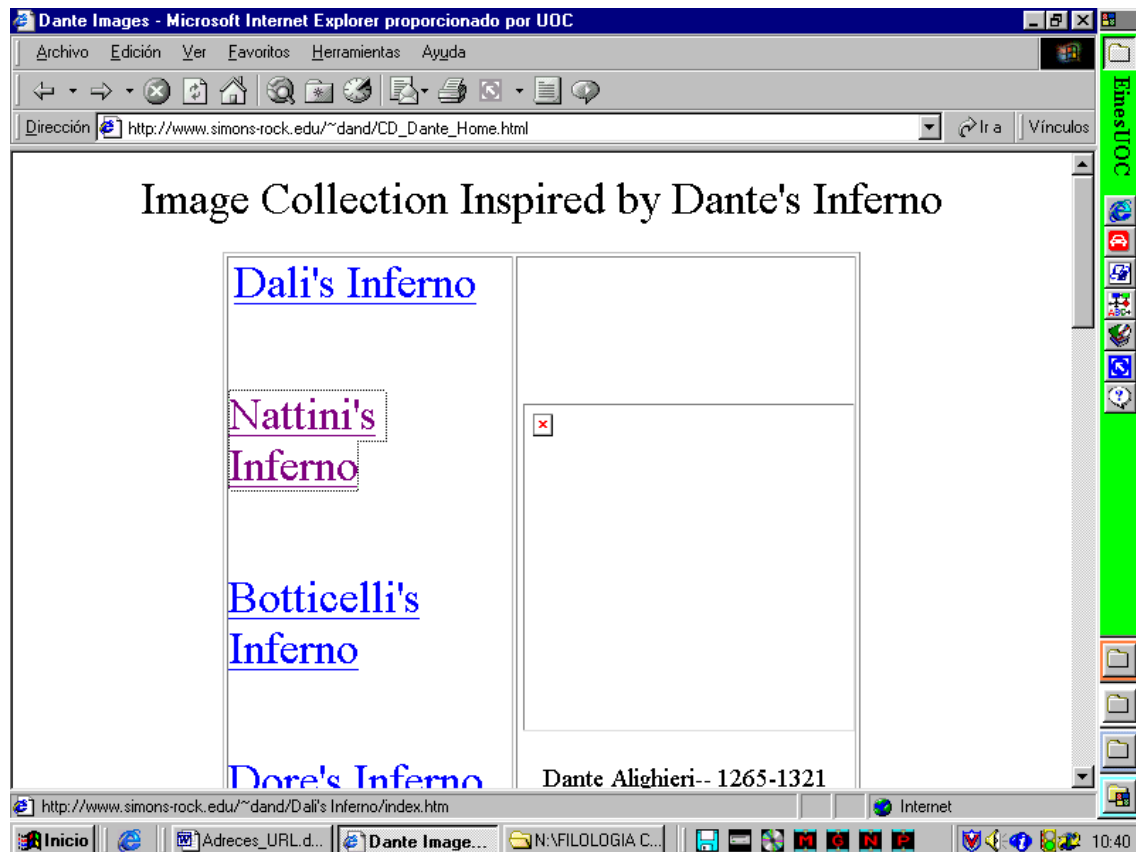 Dante Images - Microsoft Internet Explorer proporcionado por UOC
Archivo Edición Ver Favoritos Herramientas Ayuda
Dirección http://www.simons-rock.edu/~dand/CD_Dante_Home.html Ir a Vínculos
EinesUOC
Image Collection Inspired by Dante's Inferno
Dali's Inferno
Nattini's
Inferno
Botticelli's
Inferno
Dore's Inferno
Dante Alighieri-- 1265-1321
http://www.simons-rock.edu/~dand/Dali's Inferno/index.htm Internet
Inicio Adreces_URL.d... Dante Image... N:\FILOLOGIA C... M G N P 10:40